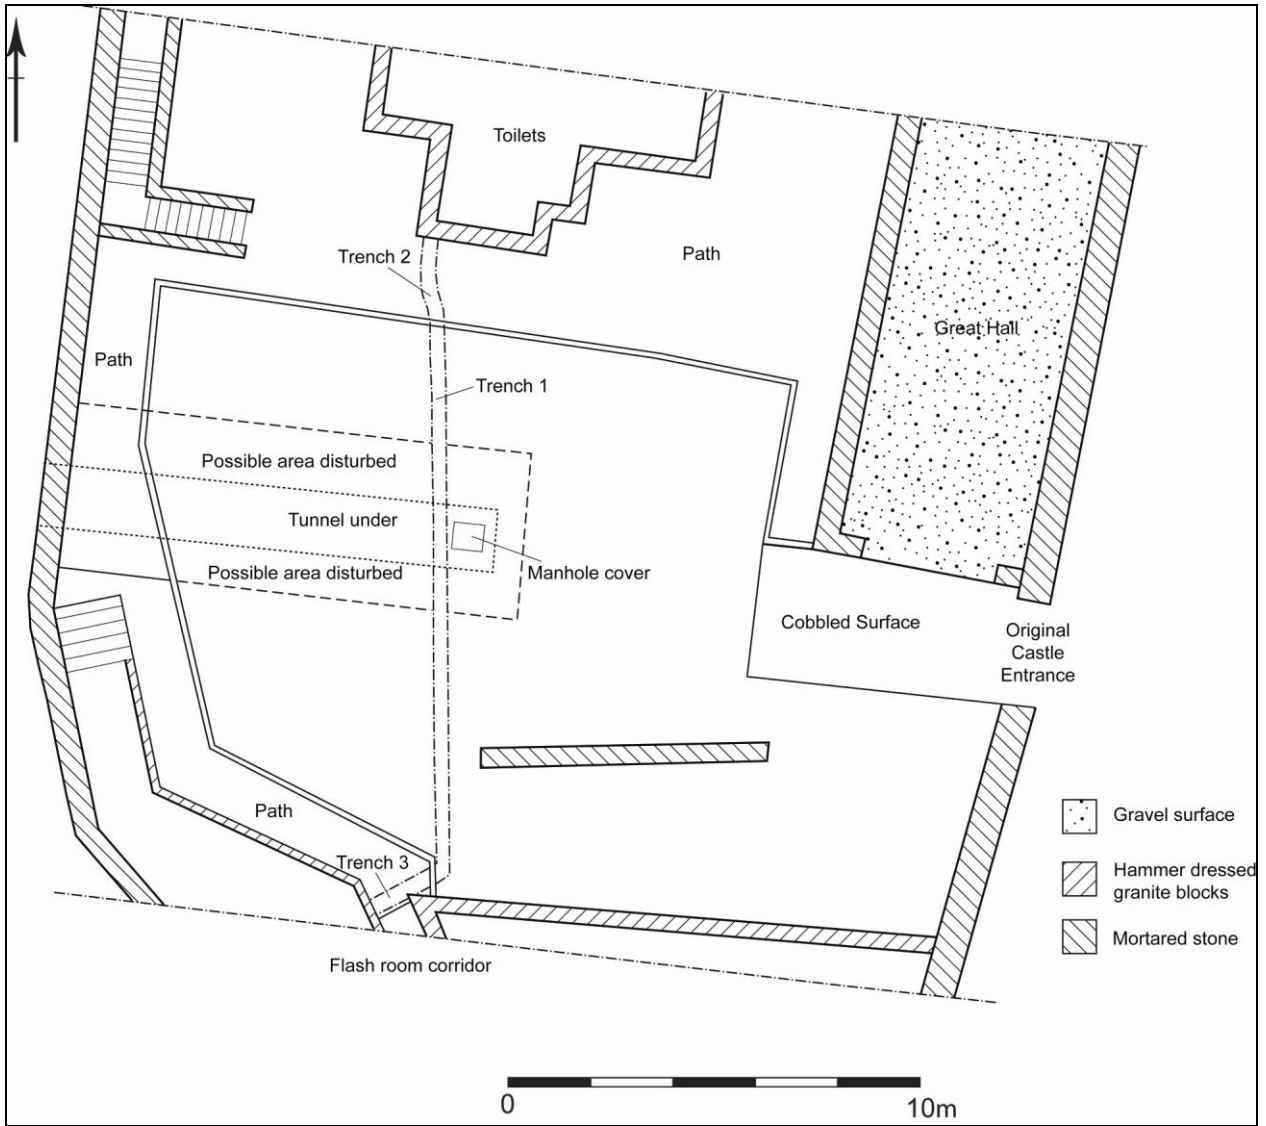 Toilets
Trench 2
Path
Great Hall
Path
Trench 1
Possible area disturbed
Tunnel under
Possible area disturbed
Manhole cover
Cobbled Surface
Original
Castle
Entrance
Path
Trench 3
Flash room corridor
Gravel surface
Hammer dressed
granite blocks
Mortared stone
0
10m